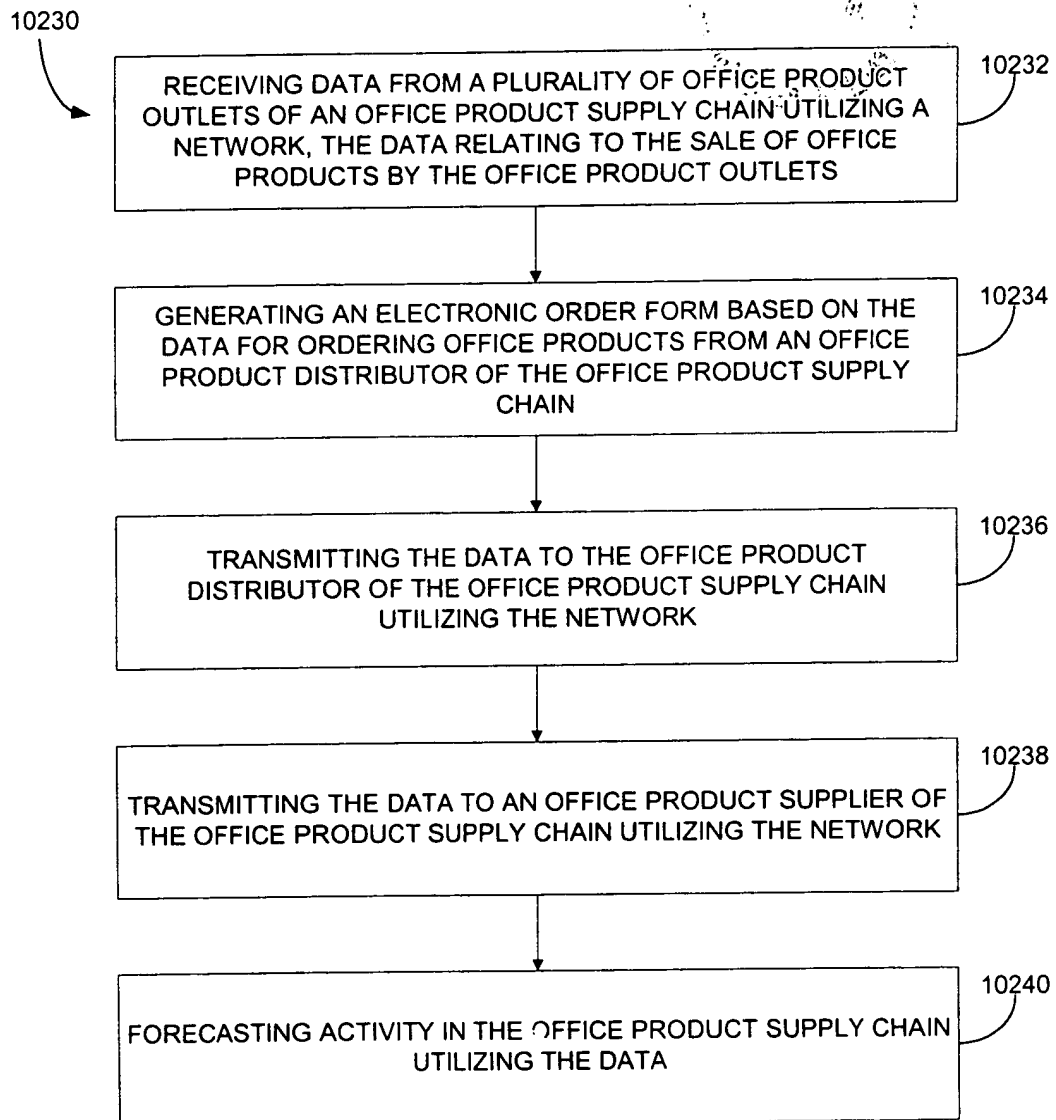 10230
10232
RECEIVING DATA FROM A PLURALITY OF OFFICE PRODUCT
OUTLETS OF AN OFFICE PRODUCT SUPPLY CHAIN UTILIZING A
NETWORK, THE DATA RELATING TO THE SALE OF OFFICE
PRODUCTS BY THE OFFICE PRODUCT OUTLETS
10234
GENERATING AN ELECTRONIC ORDER FORM BASED ON THE
DATA FOR ORDERING OFFICE PRODUCTS FROM AN OFFICE
PRODUCT DISTRIBUTOR OF THE OFFICE PRODUCT SUPPLY
CHAIN
10236
TRANSMITTING THE DATA TO THE OFFICE PRODUCT
DISTRIBUTOR OF THE OFFICE PRODUCT SUPPLY CHAIN
UTILIZING THE NETWORK
10238
TRANSMITTING THE DATA TO AN OFFICE PRODUCT SUPPLIER OF
THE OFFICE PRODUCT SUPPLY CHAIN UTILIZING THE NETWORK
10240
FORECASTING ACTIVITY IN THE OFFICE PRODUCT SUPPLY CHAIN
UTILIZING THE DATA